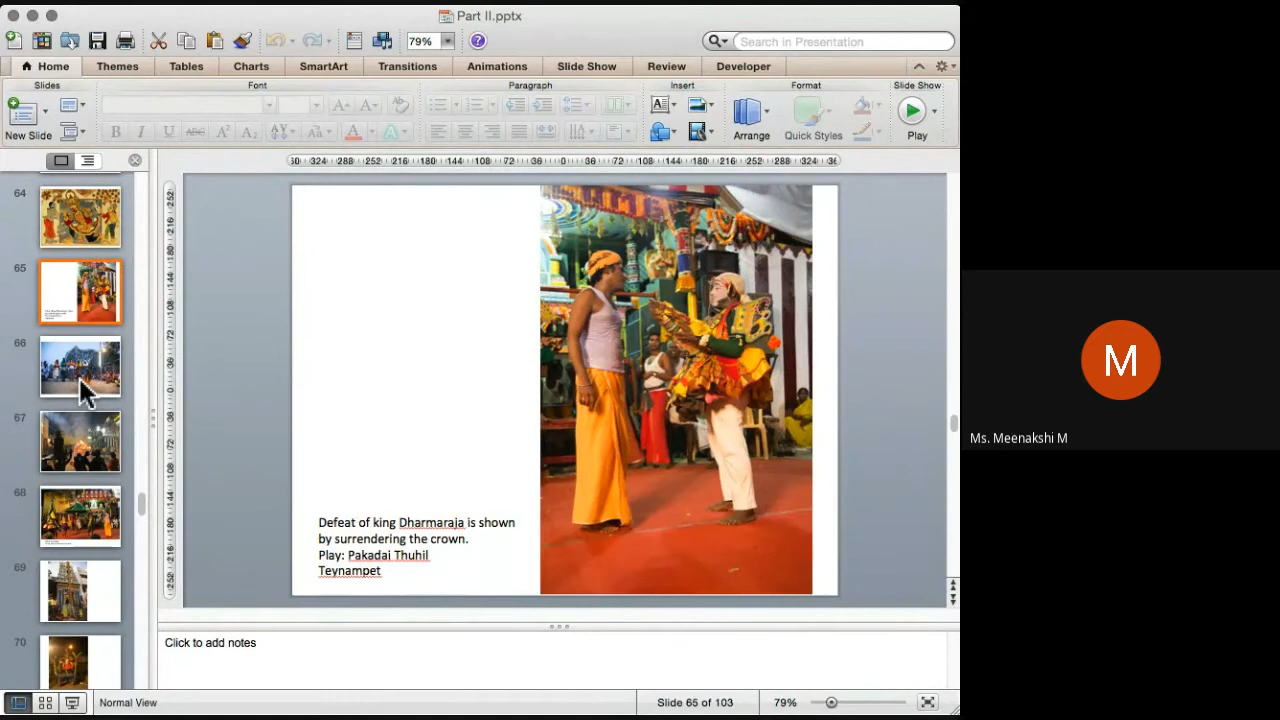 Part II.pptx
79%
Search in Presentation
Home
Themes
Tables
Charts
SmartArt
Transitions
Animations
Slide Show
Review
Developer
Slides
Font
Paragraph
Insert
Format
Slide Show
New Slide
Arrange
Quick Styles
Play
64
65
66
67
68
69
70
Defeat of king Dharmaraja is shown
by surrendering the crown.
Play: Pakadai Thuhil
Teynampet
Click to add notes
Normal View
Slide 65 of 103
79%
M
Ms. Meenakshi M